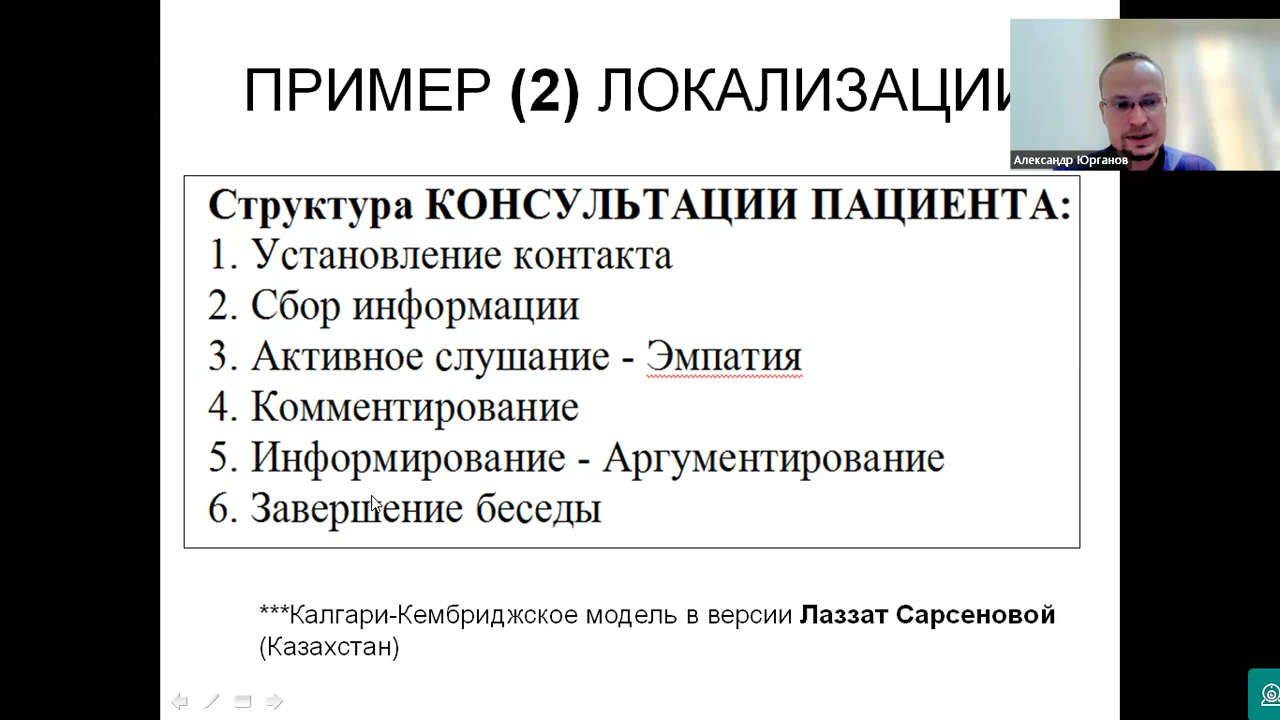 ПРИМЕР (2) ЛОКАЛИЗАЦИИ
Александр Юрганов
Структура КОНСУЛЬТАЦИИ ПАЦИЕНТА:
1. Установление контакта
2. Сбор информации
3. Активное слушание - Эмпатия
4. Комментирование
5. Информирование - Аргументирование
6. Завершение беседы
***Калгари-Кембриджское модель в версии Лаззат Сарсеновой
(Казахстан)